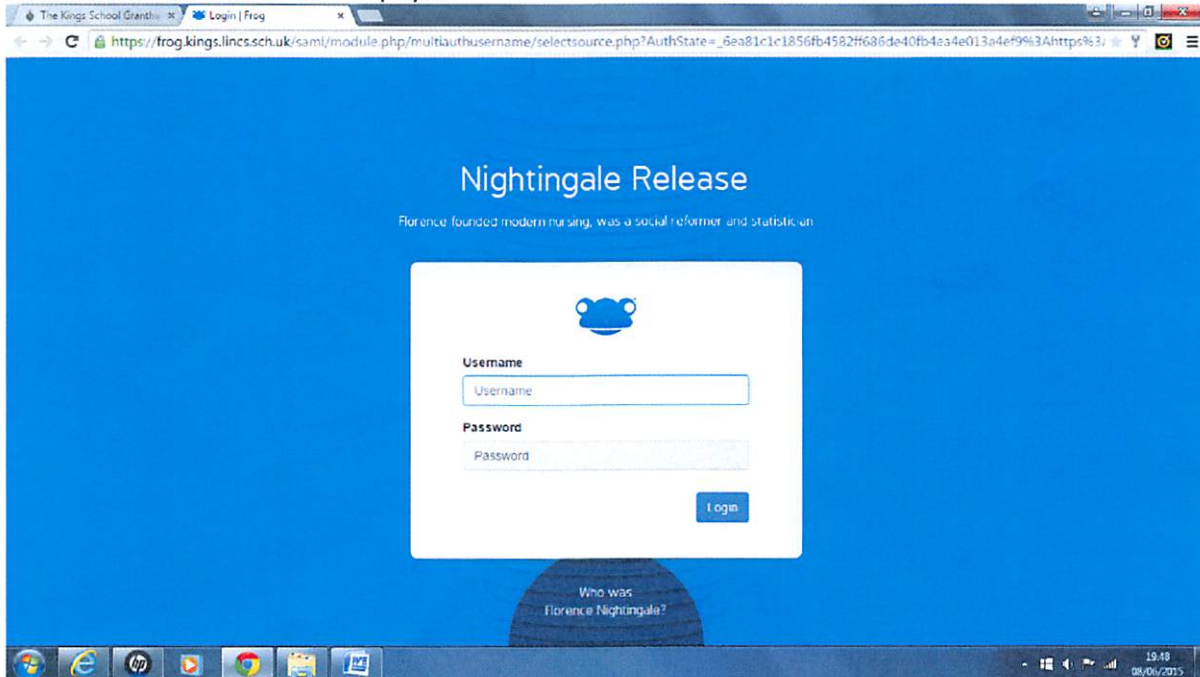 The Kings School Grantha
Login | Frog
https://frog.kings.lincs.sch.uk/saml/module.php/multiauthusername/selectsource.php?AuthState=_6ea81c1c1856fb4582ff686de40fb4ea4e013a4ef9%3Ahttps%3
Nightingale Release
Florence founded modern nursing, was a social reformer and statistician
Username
Username
Password
Password
Login
Who was
Florence Nightingale?
hp
19:48
08/06/2015